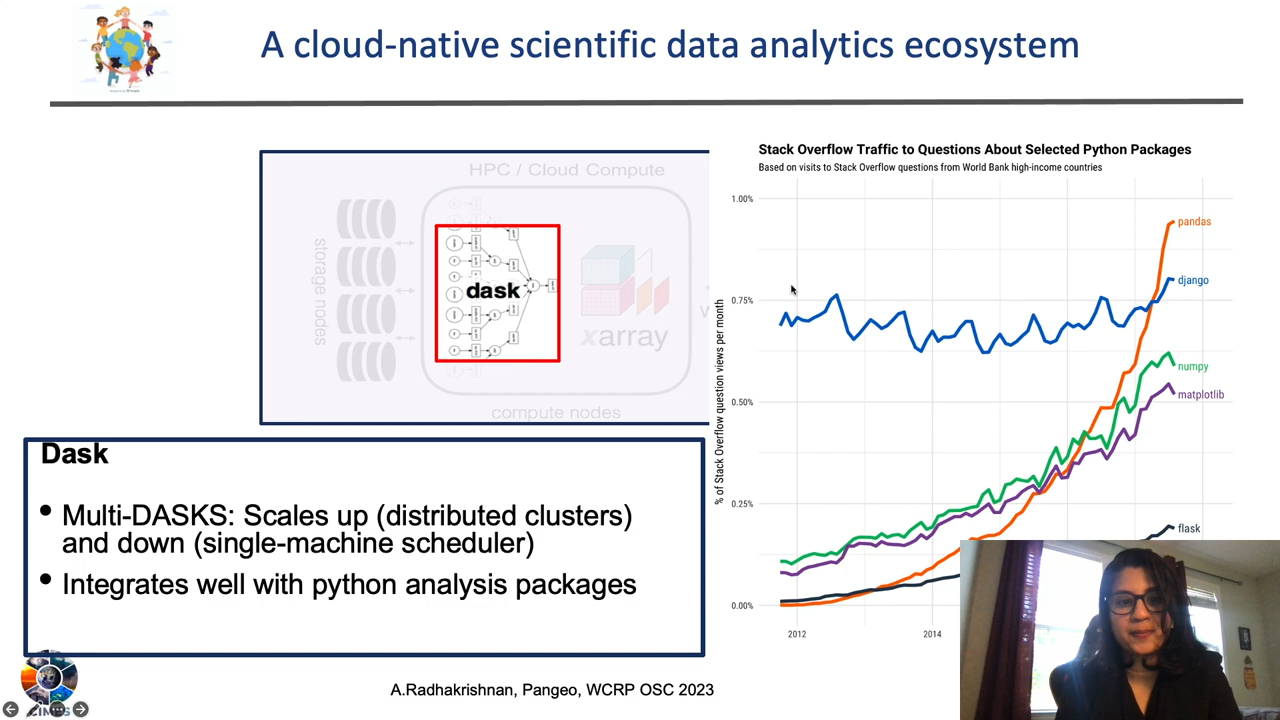 A cloud-native scientific data analytics ecosystem
HPC / Cloud Compute
storage nodes
dask
xarray
compute nodes
Stack Overflow Traffic to Questions About Selected Python Packages
Based on visits to Stack Overflow questions from World Bank high-income countries
% of Stack Overflow question views per month
1.00%
0.75%
0.50%
0.25%
0.00%
2012
2014
pandas
django
numpy
matplotlib
flask
Dask
• Multi-DASKS: Scales up (distributed clusters)
and down (single-machine scheduler)
• Integrates well with python analysis packages
A.Radhakrishnan, Pangeo, WCRP OSC 2023